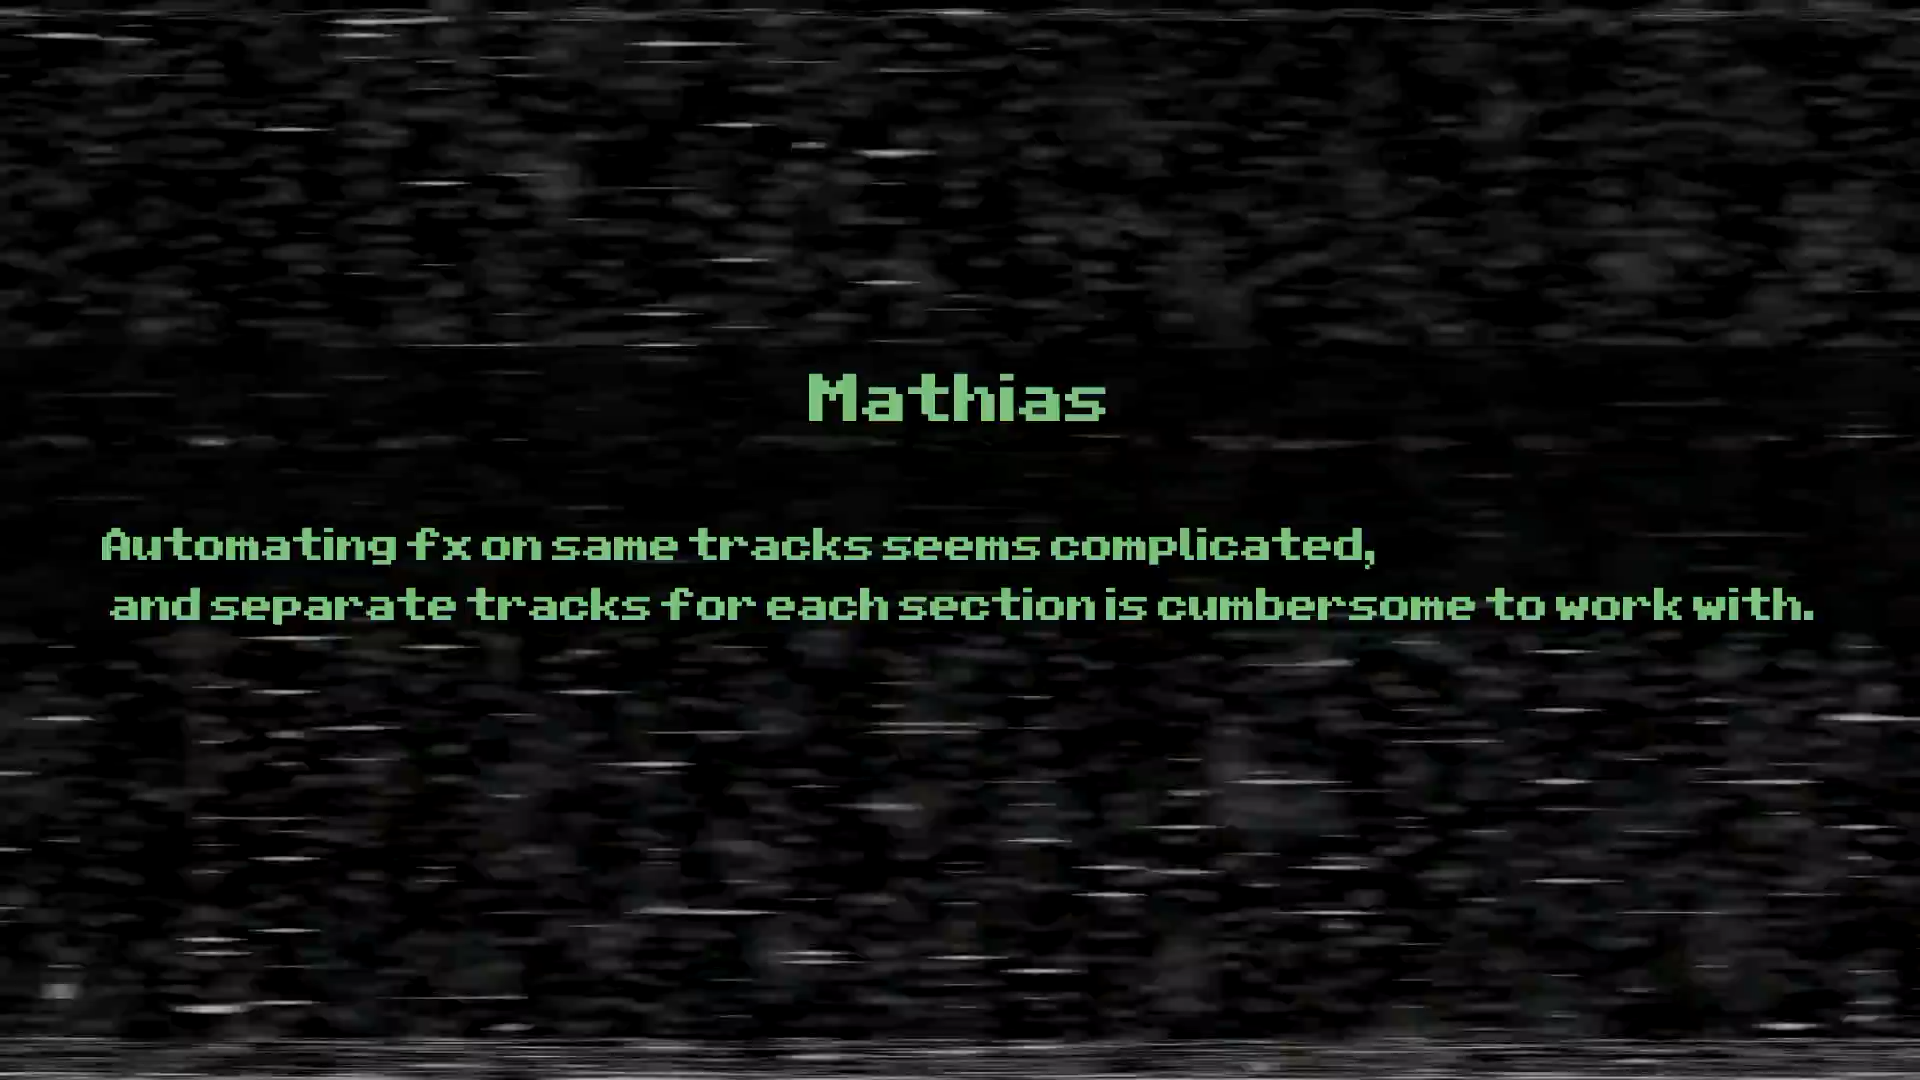 Mathias
Automating fx on same tracks seems complicated,
and separate tracks for each section is cumbersome to work with.